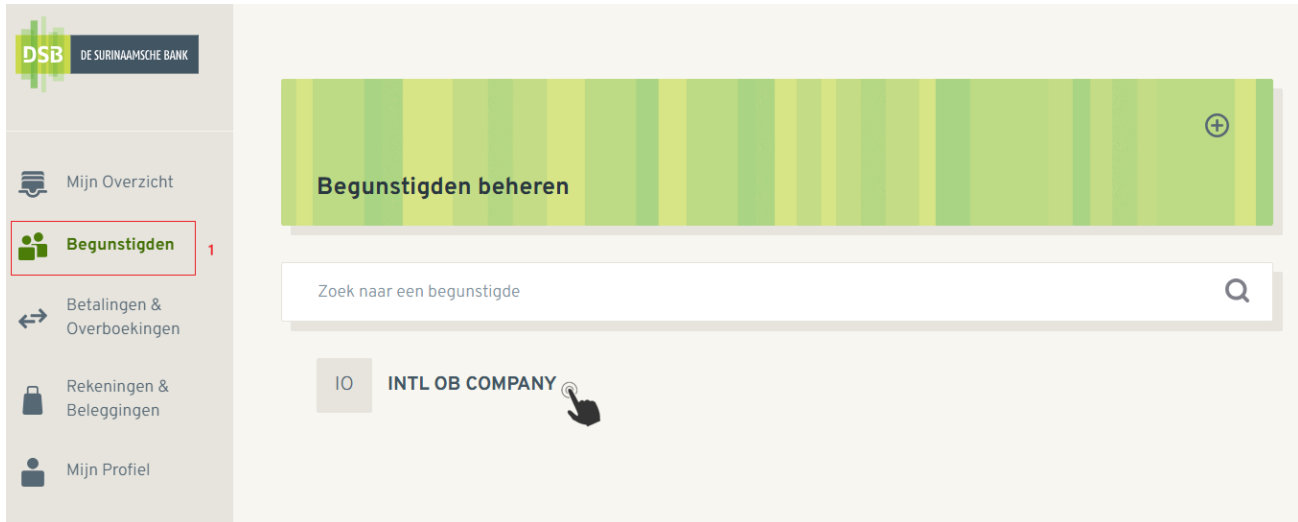 DSB DE SURINAAMSCHE BANK
Mijn Overzicht
Begunstigden 1
Betalingen &
Overboekingen
Rekeningen &
Beleggingen
Mijn Profiel
Begunstigden beheren
Zoek naar een begunstigde
IO INTL OB COMPANY